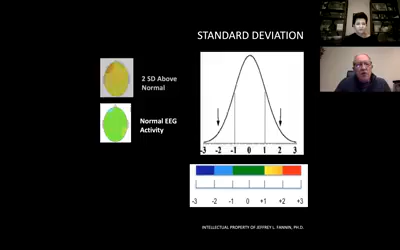 STANDARD DEVIATION
2 SD Above
Normal
Normal EEG
Activity
-3 -2 -1 0 1 2 3
-3 -2 -1 0 +1 +2 +3
INTELLECTUAL PROPERTY OF JEFFREY L. FANNIN, PH.D.